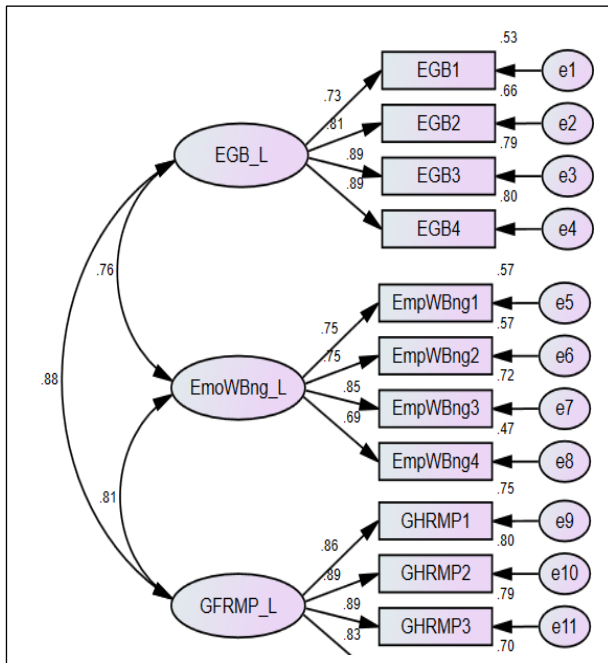 .53
EGB1 e1
.73 .66
.81 EGB2 e2
.79
EGB_L .89 EGB3 e3
.89 .80
EGB4 e4
.76 .57
.75 EmpWBng1 e5
.57
.75 EmpWBng2 e6
.88 .72
EmoWBng_L .85 EmpWBng3 e7
.69 .47
EmpWBng4 e8
.81 .75
.86 GHRMP1 e9
.80
.89 GHRMP2 e10
.79
GFRMP_L .89 GHRMP3 e11
.83 .70